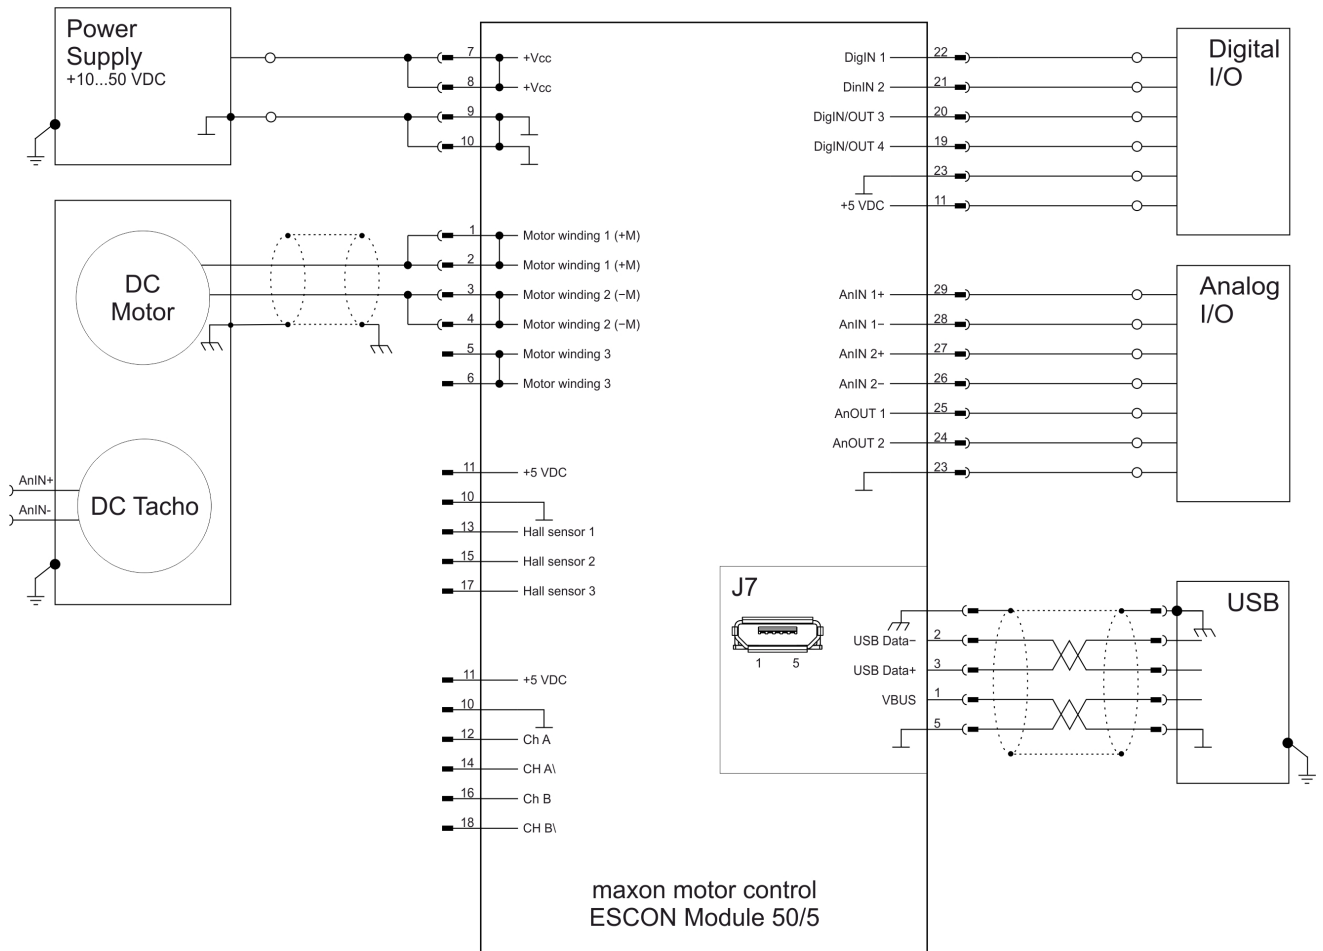 Power
Supply
+10...50 VDC
7
+Vcc
8
+Vcc
9
10
DC
Motor
1
Motor winding 1 (+M)
2
Motor winding 1 (+M)
3
Motor winding 2 (−M)
4
Motor winding 2 (−M)
5
Motor winding 3
6
Motor winding 3
AnIN+
AnIN-
DC Tacho
11
+5 VDC
10
13
Hall sensor 1
15
Hall sensor 2
17
Hall sensor 3
11
+5 VDC
10
12
Ch A
14
CH A\
16
Ch B
18
CH B\
DigIN 1
22
DinIN 2
21
DigIN/OUT 3
20
DigIN/OUT 4
19
23
+5 VDC
11
Digital
I/O
AnIN 1+
29
AnIN 1−
28
AnIN 2+
27
AnIN 2−
26
AnOUT 1
25
AnOUT 2
24
23
Analog
I/O
J7
1 5
USB Data−
2
USB Data+
3
VBUS
1
5
USB
maxon motor control
ESCON Module 50/5